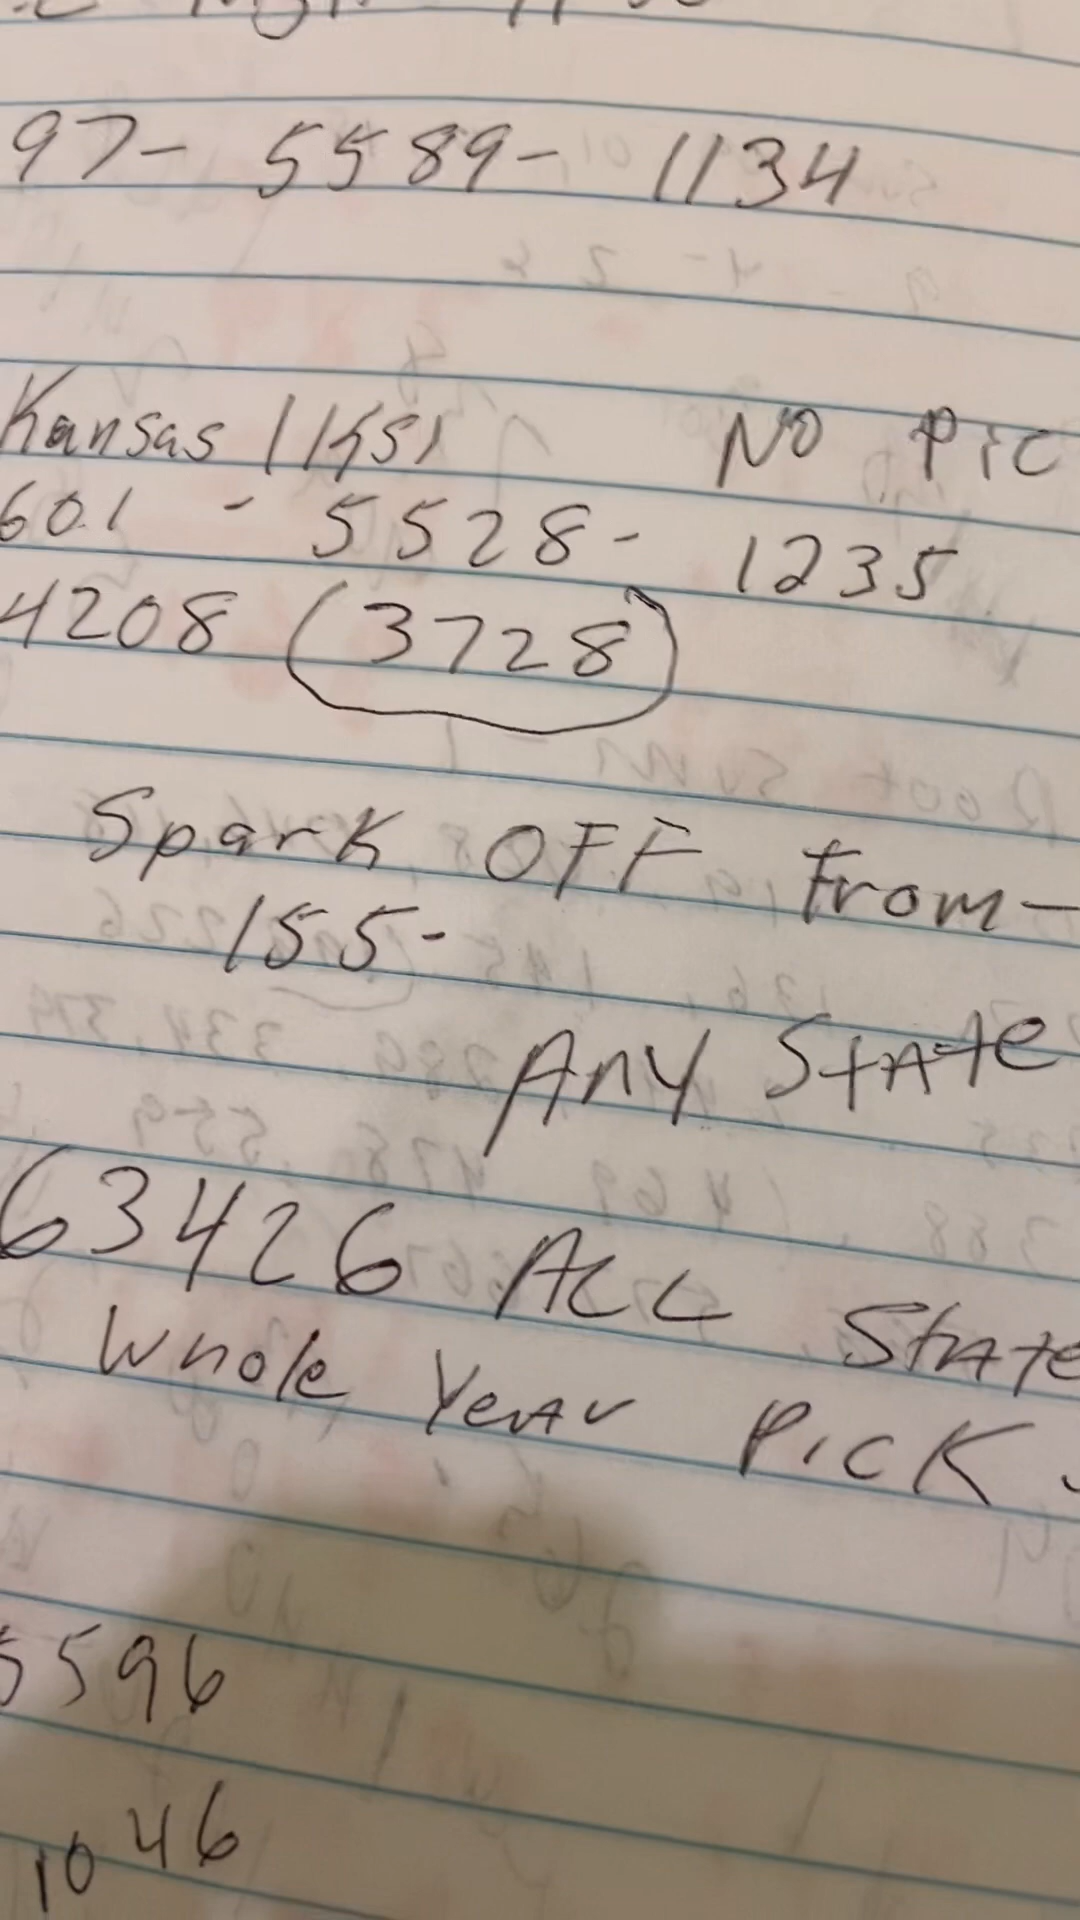 97- 5589- 1134
Kansas No Pic
601 - 5528- 1235
4208 (3728)
Spark OFF From-
155-
Any State
63426 ALL State
Whole Year Pick
5596
1046